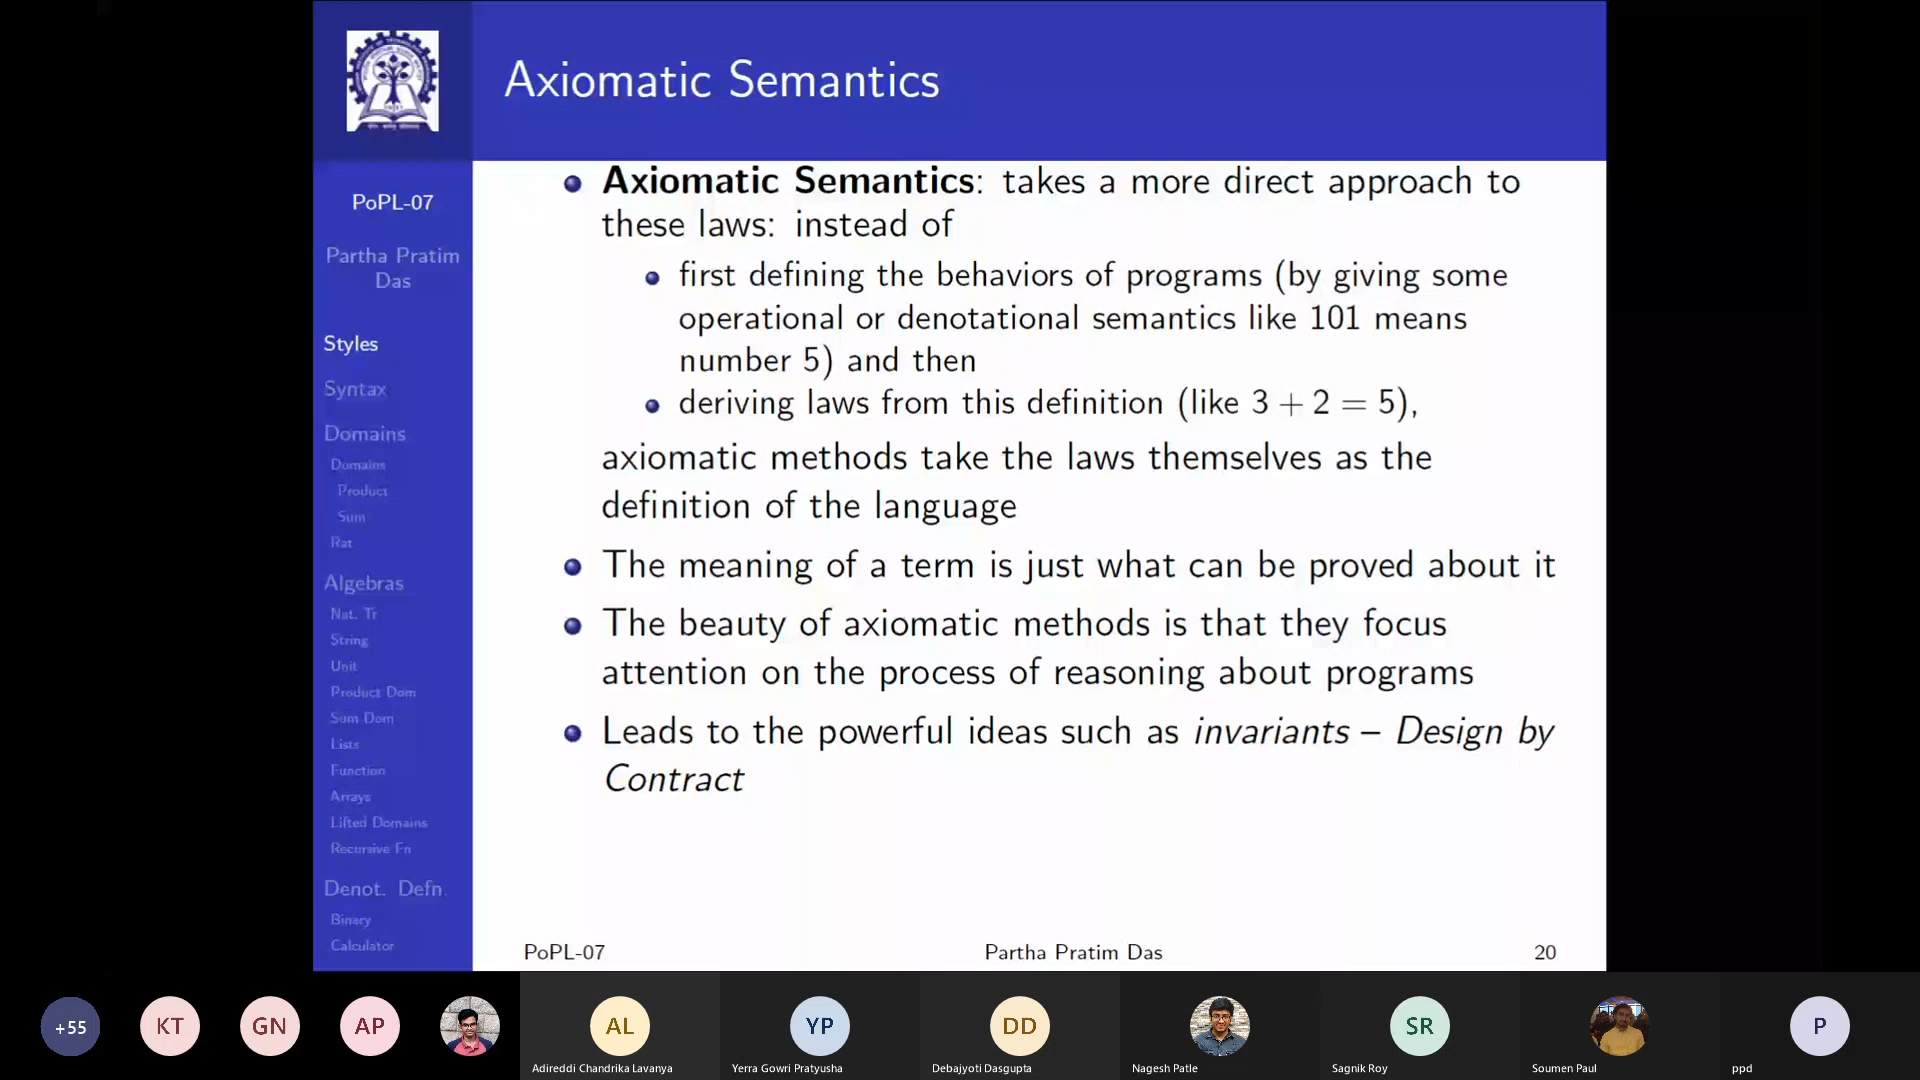 Axiomatic Semantics
PoPL-07
Partha Pratim
Das
Styles
Syntax
Domains
Domains
Product
Sum
Rat
Algebras
Nat. Tr
String
Unit
Product Dom
Sum Dom
Lists
Function
Arrays
Lifted Domains
Recursive Fn
Denot. Defn.
Binary
Calculator
Axiomatic Semantics: takes a more direct approach to
these laws: instead of
first defining the behaviors of programs (by giving some
operational or denotational semantics like 101 means
number 5) and then
deriving laws from this definition (like 3 + 2 = 5),
axiomatic methods take the laws themselves as the
definition of the language
The meaning of a term is just what can be proved about it
The beauty of axiomatic methods is that they focus
attention on the process of reasoning about programs
Leads to the powerful ideas such as invariants – Design by
Contract
PoPL-07 Partha Pratim Das 20
+55 KT GN AP AL YP DD SR P
Adireddi Chandrika Lavanya Yerra Gowri Pratyusha Debajyoti Dasgupta Nagesh Patle Sagnik Roy Soumen Paul ppd